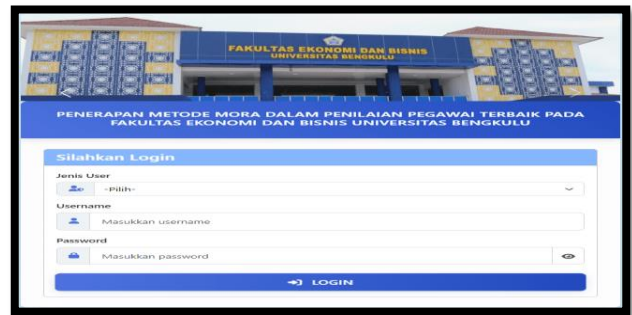 FAKULTAS EKONOMI DAN BISNIS
UNIVERSITAS BENGKULU
PENERAPAN METODE MORA DALAM PENILAIAN PEGAWAI TERBAIK PADA
FAKULTAS EKONOMI DAN BISNIS UNIVERSITAS BENGKULU
Silahkan Login
Jenis User
-Pilih-
Username
Masukkan username
Password
Masukkan password
LOGIN